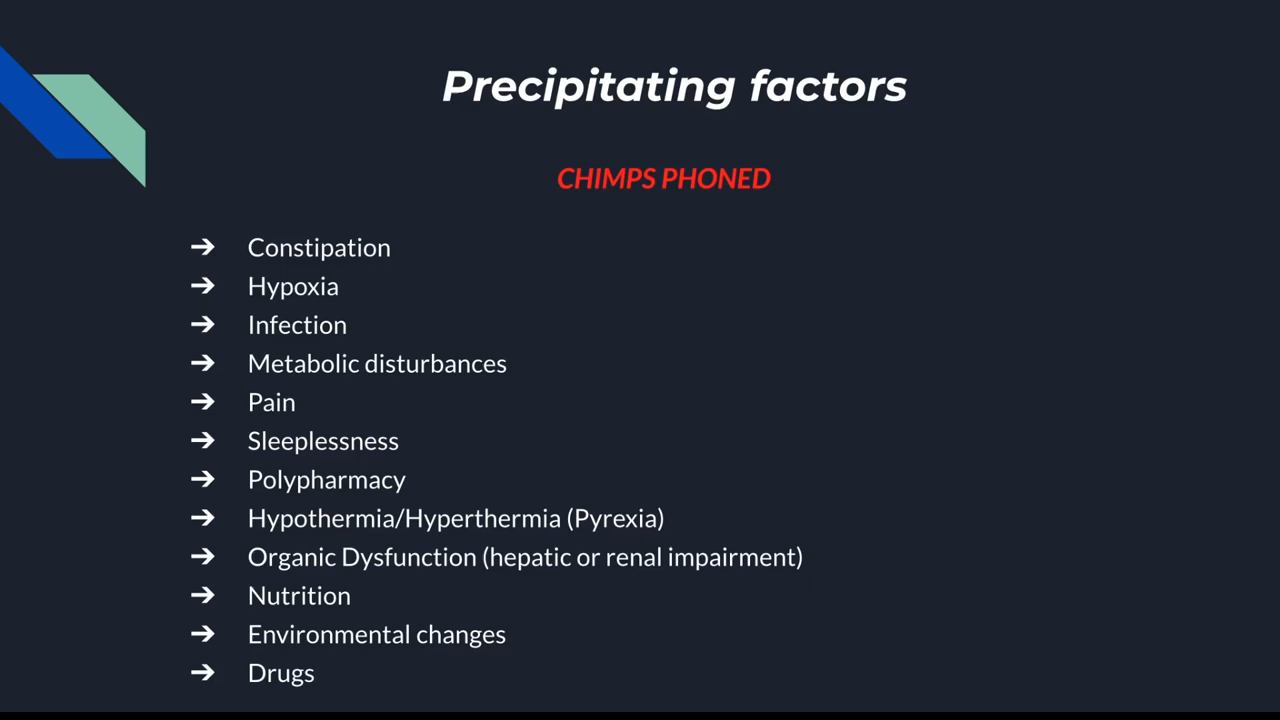 Precipitating factors
CHIMPS PHONED
➔ Constipation
➔ Hypoxia
➔ Infection
➔ Metabolic disturbances
➔ Pain
➔ Sleeplessness
➔ Polypharmacy
➔ Hypothermia/Hyperthermia (Pyrexia)
➔ Organic Dysfunction (hepatic or renal impairment)
➔ Nutrition
➔ Environmental changes
➔ Drugs